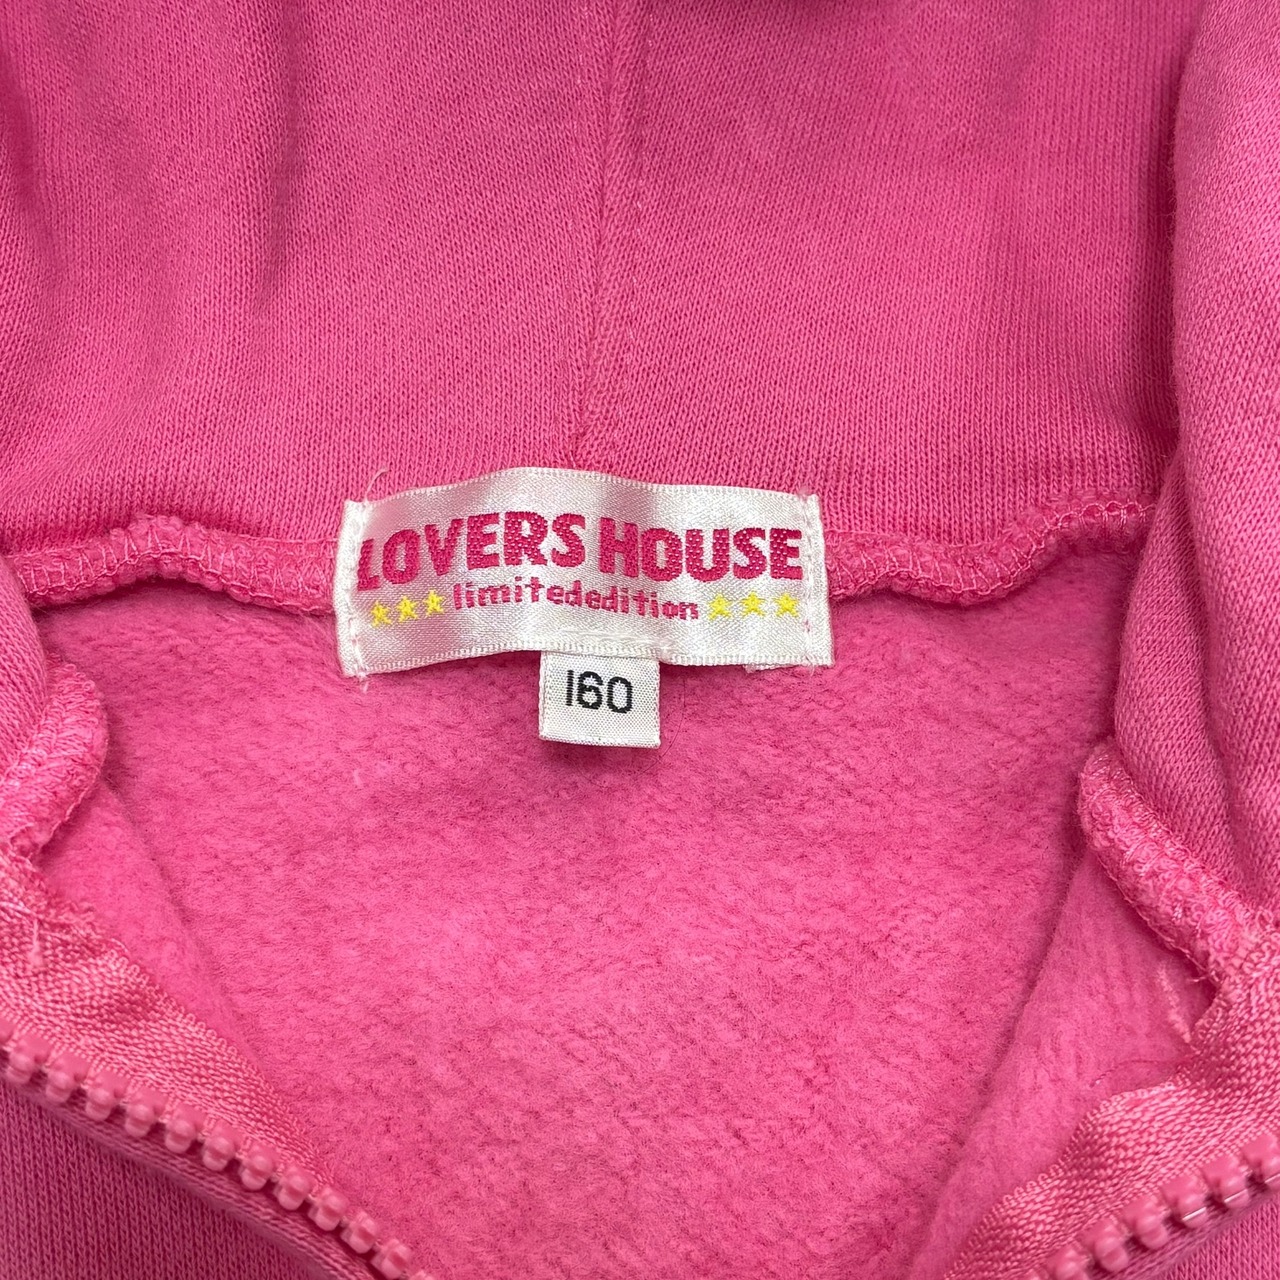 LOVERS HOUSE
★★★limitededition★★★
160